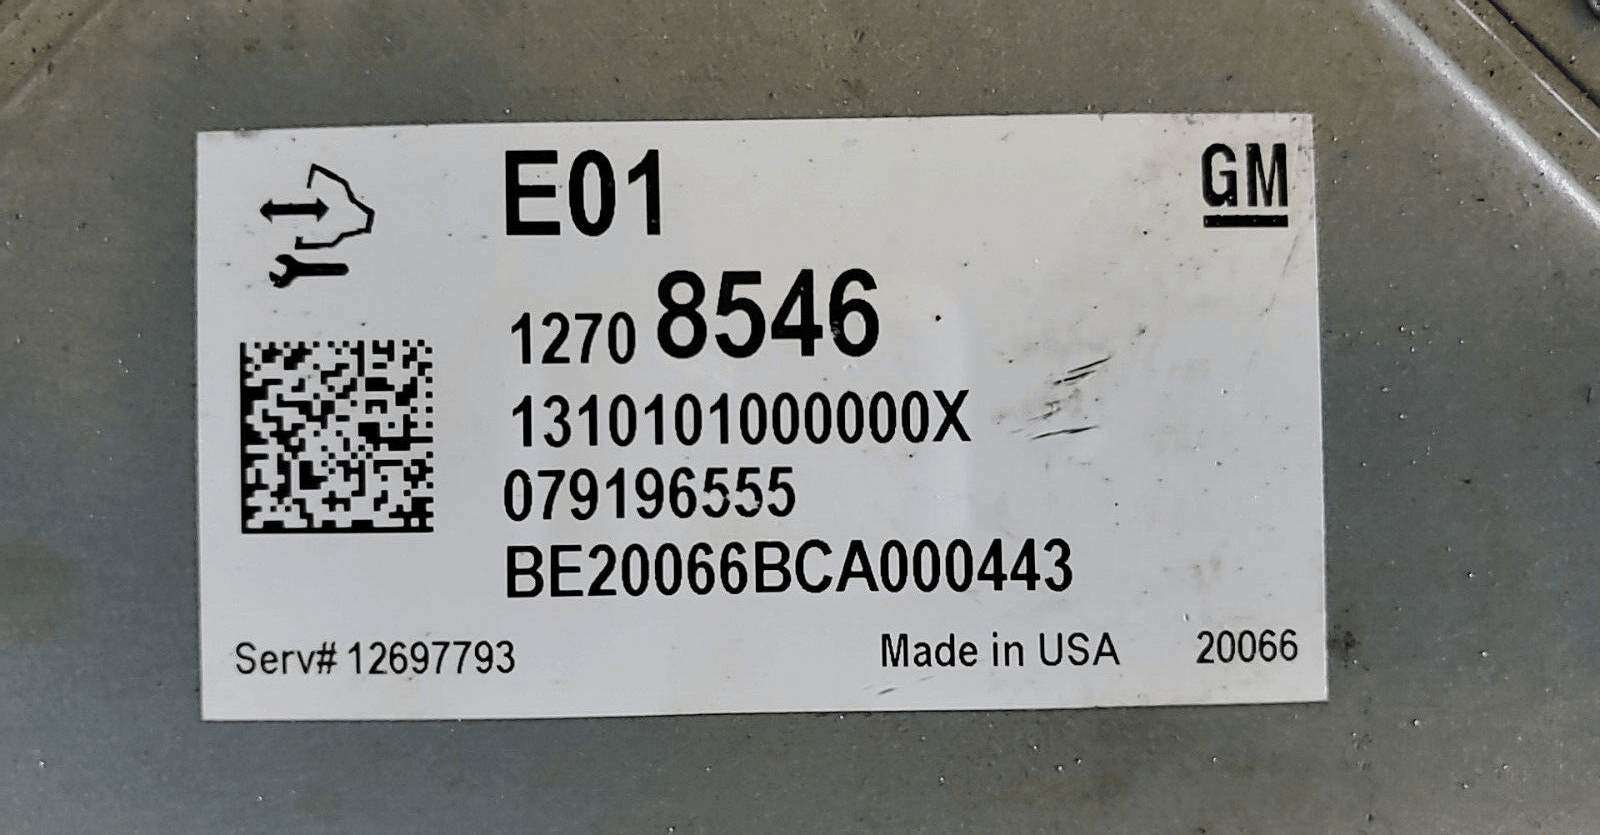 E01
GM
1270 8546
1310101000000X
079196555
BE20066BCA000443
Serv# 12697793
Made in USA 20066